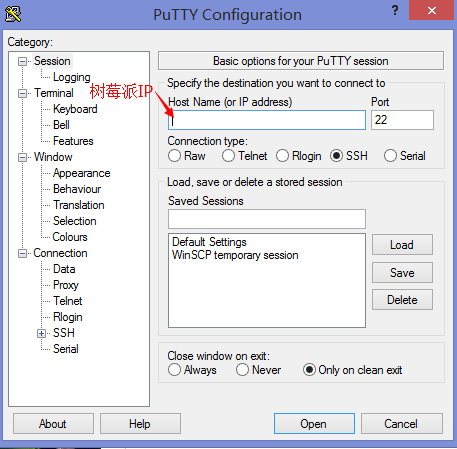 PuTTY Configuration
?
Category:
Session
Logging
Terminal
Keyboard
Bell
Features
Window
Appearance
Behaviour
Translation
Selection
Colours
Connection
Data
Proxy
Telnet
Rlogin
SSH
Serial
Basic options for your PuTTY session
Specify the destination you want to connect to
树莓派IP
Host Name (or IP address) Port
22
Connection type:
Raw Telnet Rlogin SSH Serial
Load, save or delete a stored session
Saved Sessions
Default Settings
WinSCP temporary session
Load
Save
Delete
Close window on exit:
Always Never Only on clean exit
About Help Open Cancel